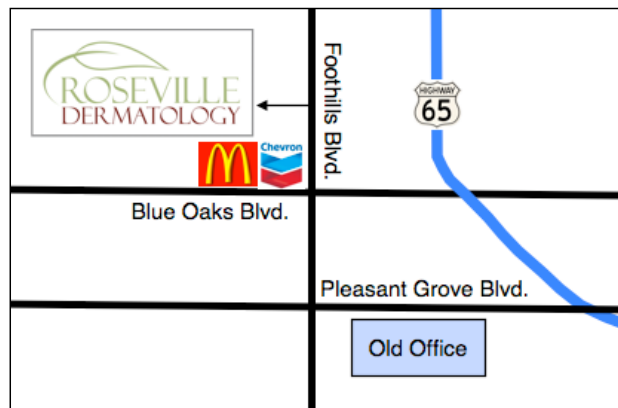 ROSEVILLE
DERMATOLOGY
Foothills Blvd.
HIGHWAY
65
Chevron
Blue Oaks Blvd.
Pleasant Grove Blvd.
Old Office